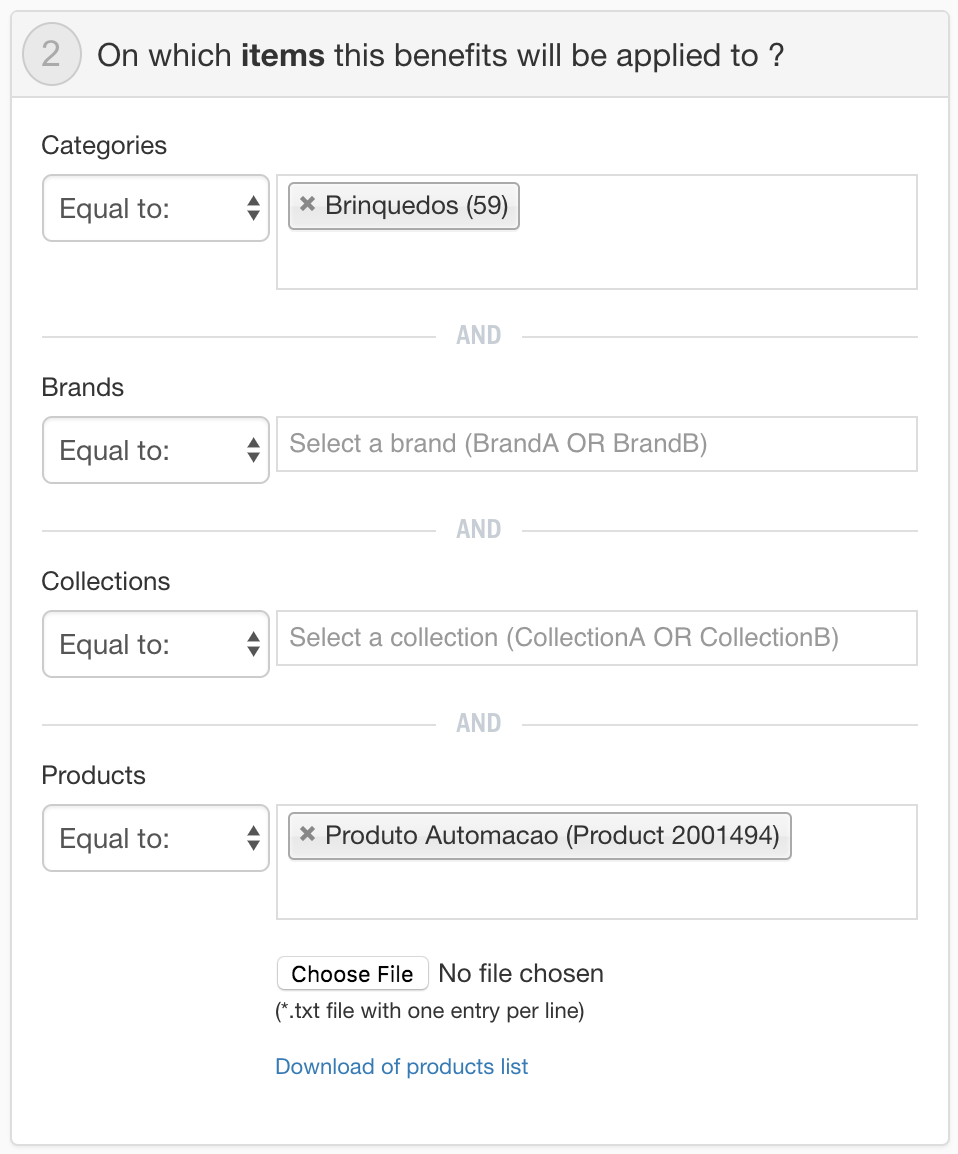 2 On which items this benefits will be applied to ?
Categories
Equal to: × Brinquedos (59)
AND
Brands
Equal to: Select a brand (BrandA OR BrandB)
AND
Collections
Equal to: Select a collection (CollectionA OR CollectionB)
AND
Products
Equal to: × Produto Automacao (Product 2001494)
Choose File No file chosen
(*.txt file with one entry per line)
Download of products list